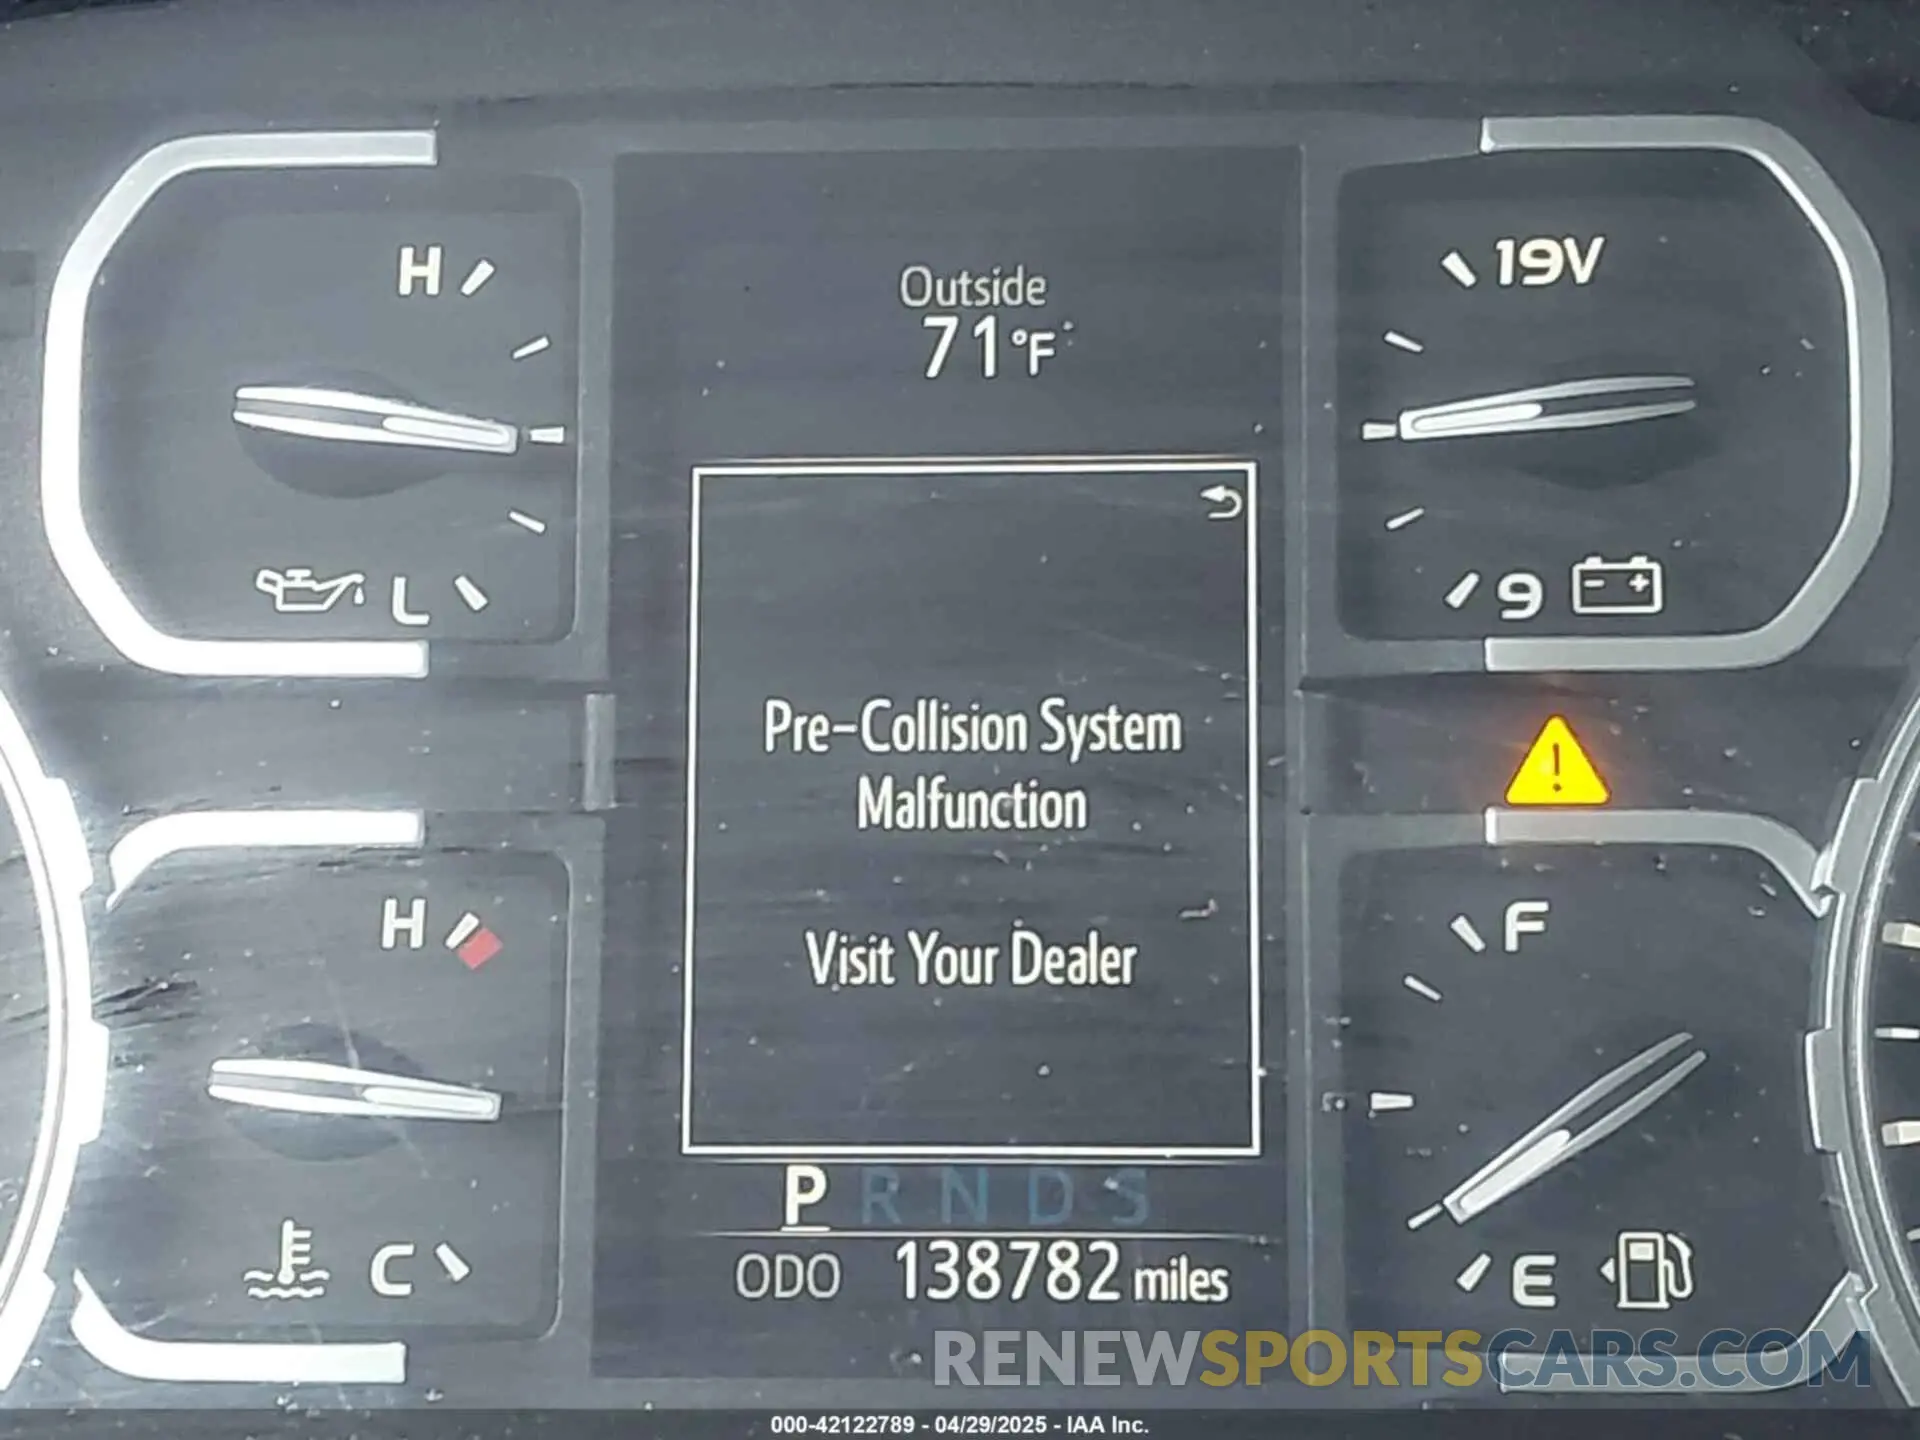 H
19V
Outside
71°F
L
9
Pre-Collision System
Malfunction
H
F
Visit Your Dealer
P R N D S
C
E
ODO 138782 miles
RENEWSPORTSCARS.COM
000-42122789 - 04/29/2025 - IAA Inc.